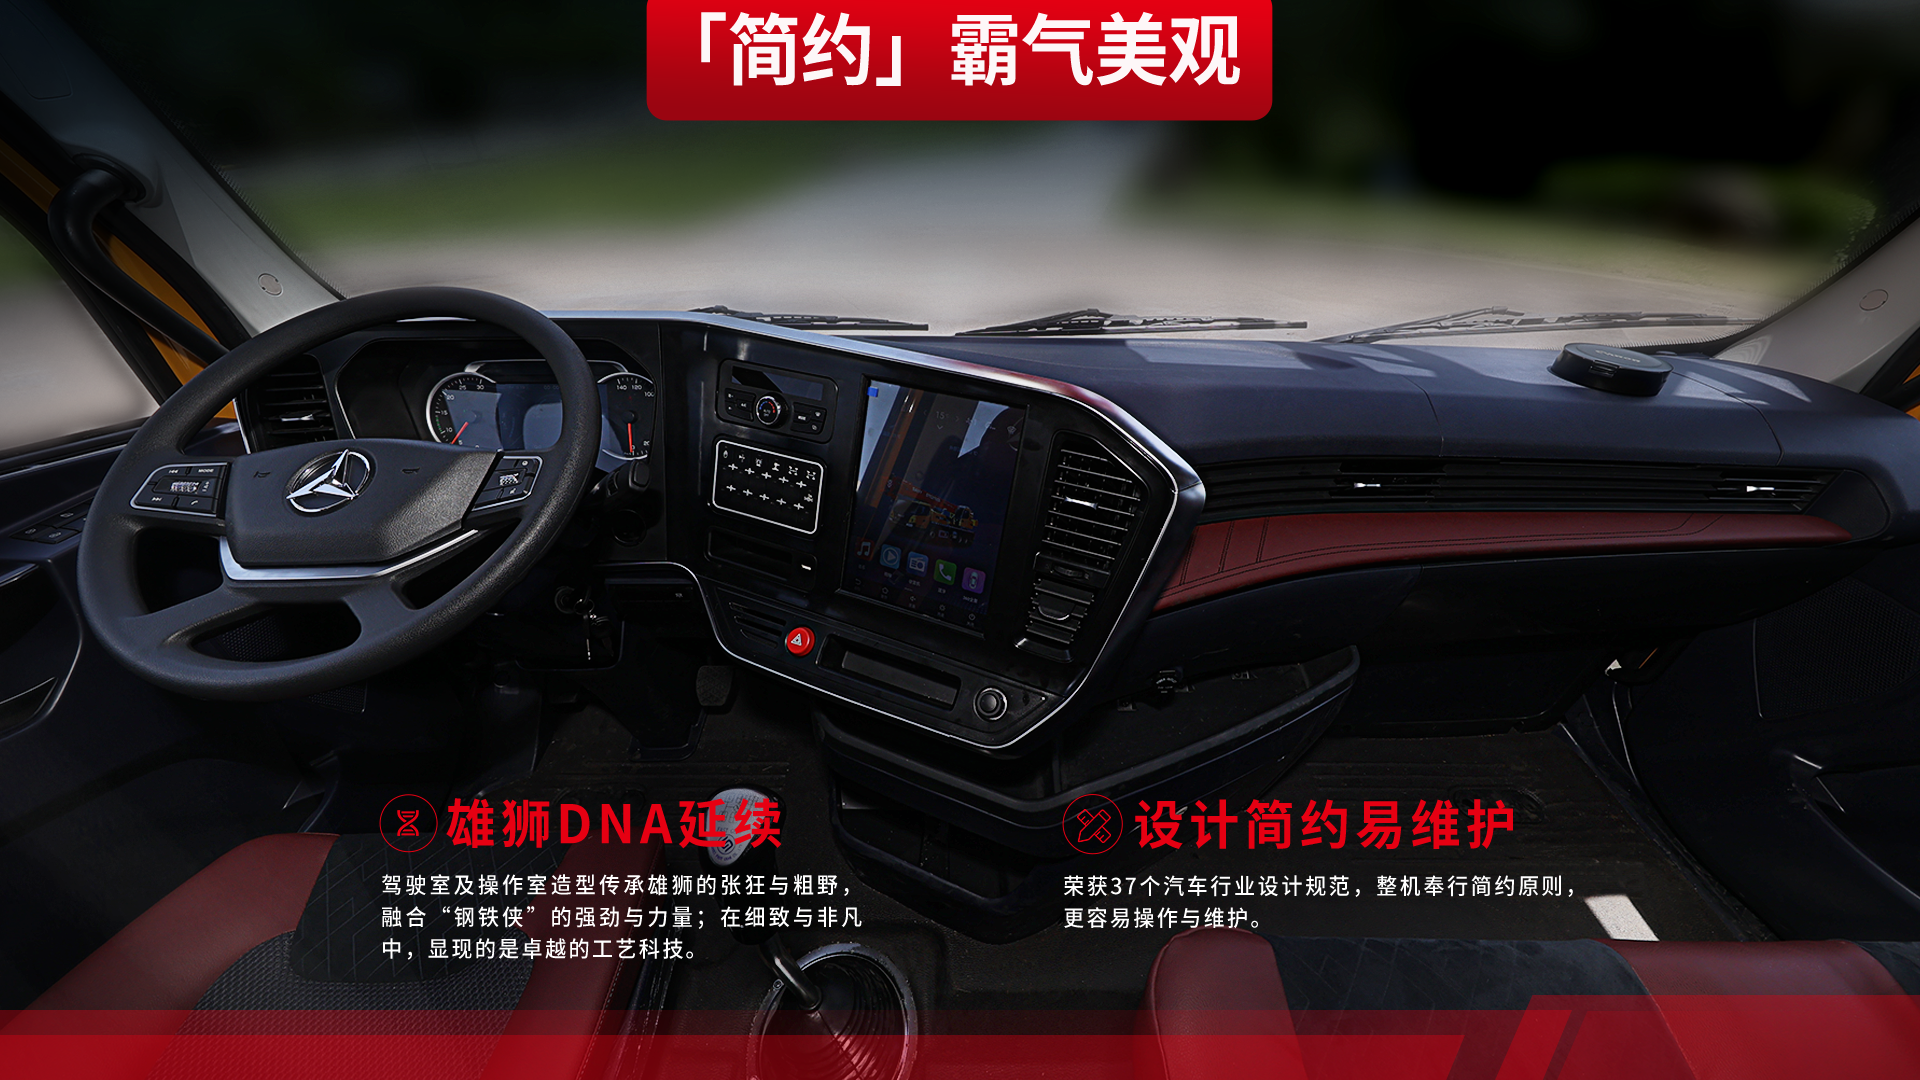 「简约」霸气美观
雄狮DNA延续
驾驶室及操作室造型传承雄狮的张狂与粗野，
融合“钢铁侠”的强劲与力量；在细致与非凡
中，显现的是卓越的工艺科技。
设计简约易维护
荣获37个汽车行业设计规范，整机奉行简约原则，
更容易操作与维护。